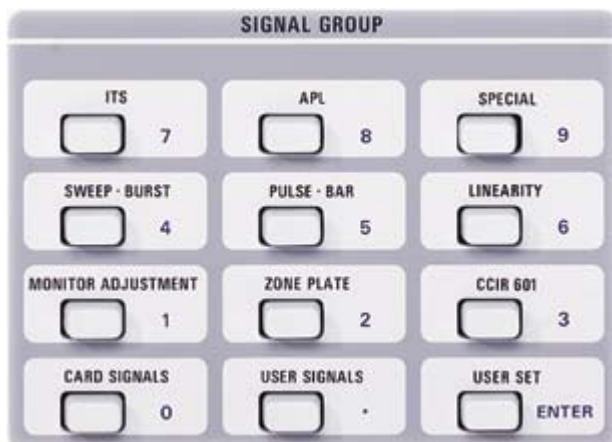 SIGNAL GROUP
ITS
APL
SPECIAL
7
8
9
SWEEP · BURST
PULSE · BAR
LINEARITY
4
5
6
MONITOR ADJUSTMENT
ZONE PLATE
CCIR 601
1
2
3
CARD SIGNALS
USER SIGNALS
USER SET
0
·
ENTER